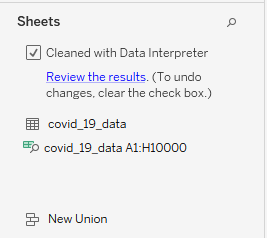 Sheets
Cleaned with Data Interpreter
Review the results. (To undo
changes, clear the check box.)
covid_19_data
covid_19_data A1:H10000
New Union